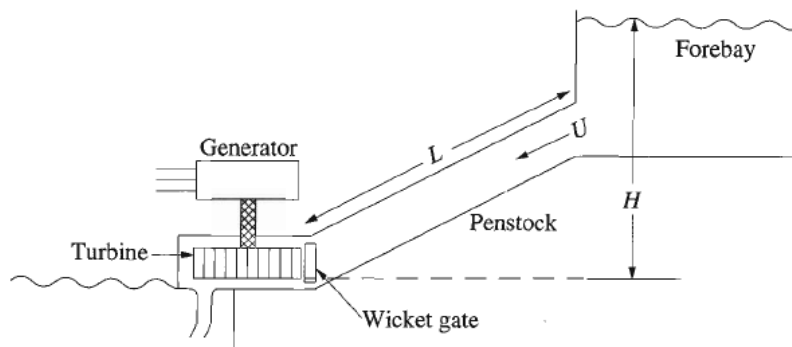 Forebay
U
L
Generator
H
Penstock
Turbine
Wicket gate